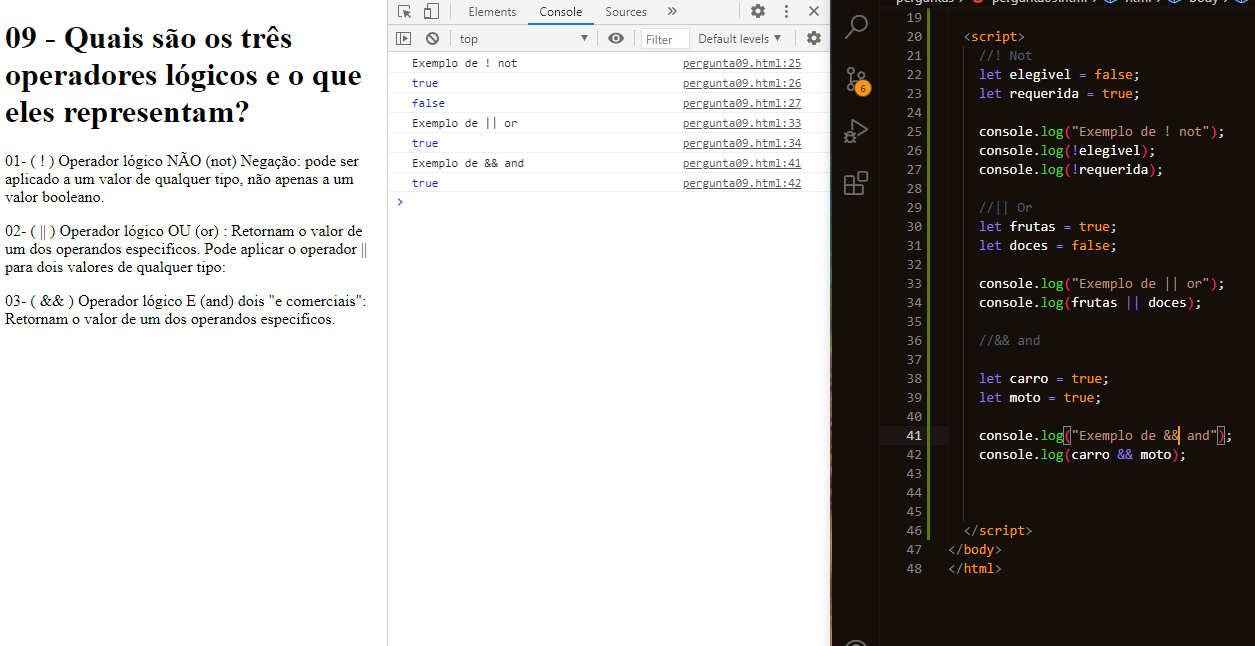 09 - Quais são os três
operadores lógicos e o que
eles representam?
01- ( ! ) Operador lógico NÃO (not) Negação: pode ser
aplicado a um valor de qualquer tipo, não apenas a um
valor booleano.
02- ( || ) Operador lógico OU (or) : Retornam o valor de
um dos operandos especificos. Pode aplicar o operador ||
para dois valores de qualquer tipo:
03- ( && ) Operador lógico E (and) dois "e comerciais":
Retornam o valor de um dos operandos especificos.
Elements Console Sources
top Filter Default levels ▼
Exemplo de ! not pergunta09.html:25
true pergunta09.html:26
false pergunta09.html:27
Exemplo de || or pergunta09.html:33
true pergunta09.html:34
Exemplo de && and pergunta09.html:41
true pergunta09.html:42
6
19
20 <script>
21 //! Not
22 let elegivel = false;
23 let requerida = true;
24
25 console.log("Exemplo de ! not");
26 console.log(!elegivel);
27 console.log(!requerida);
28
29 //|| Or
30 let frutas = true;
31 let doces = false;
32
33 console.log("Exemplo de || or");
34 console.log(frutas || doces);
35
36 //&& and
37
38 let carro = true;
39 let moto = true;
40
41 console.log("Exemplo de && and");
42 console.log(carro && moto);
43
44
45
46 </script>
47 </body>
48 </html>